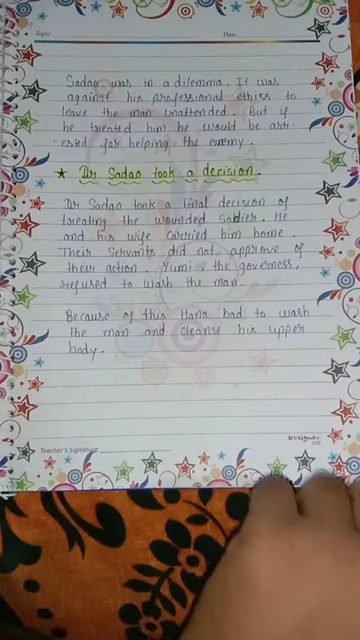 Topic Date
Sadao was in a dilemma. It was
against his professional ethics to
leave the man unattended. But if
he treated him he would be arr
ested for helping the enemy.
★ Dr Sadao took a decision.
Dr Sadao took a final decision of
treating the wounded soldier. He
and his wife carried him home.
Their Servants did not approve of
their action. Yumi, the governess,
refused to wash the man.
Because of this Hana had to wash
the man and cleanse his upper
body.
Designer
Teacher's Signature